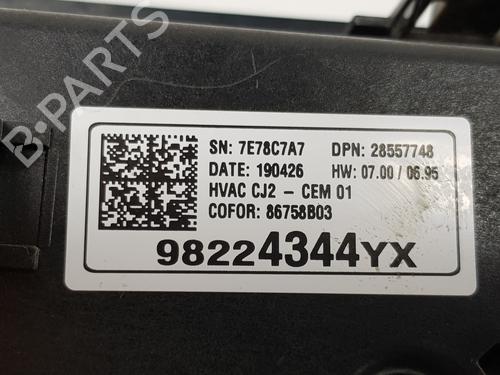 SN: 7E78C7A7 DPN: 28557748
DATE: 190426 HW: 07.00 / 06.95
HVAC CJ2 - CEM 01
COFOR: 86758B03
98224344YX
B-PARTS